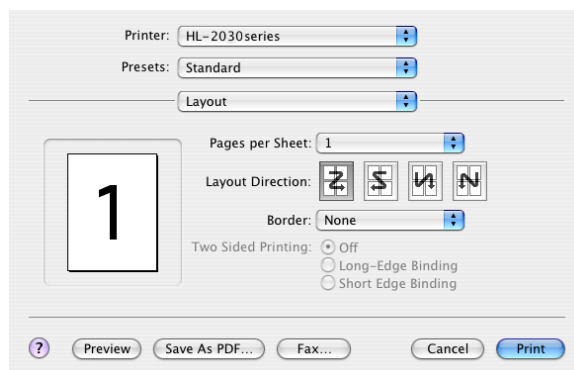 Printer: HL-2030series
Presets: Standard
Layout
Pages per Sheet: 1
Layout Direction:
Border: None
Two Sided Printing: Off
Long-Edge Binding
Short Edge Binding
1
? Preview Save As PDF... Fax... Cancel Print